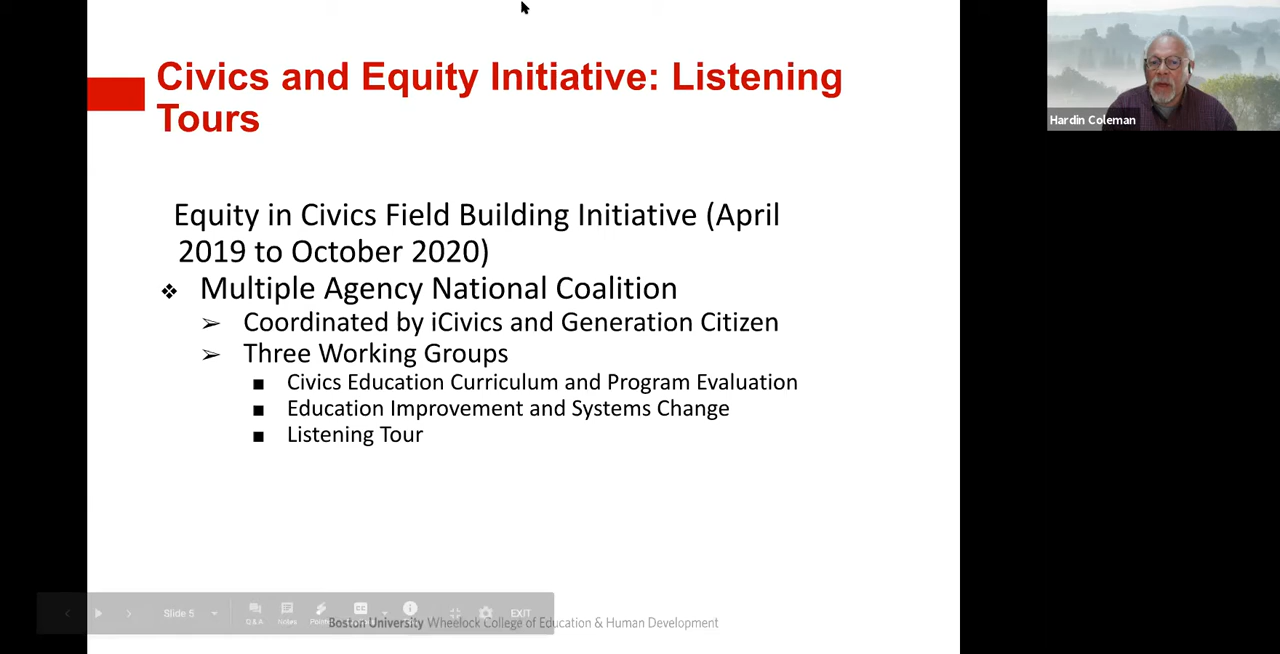 Civics and Equity Initiative: Listening
Tours
Hardin Coleman
Equity in Civics Field Building Initiative (April
2019 to October 2020)
Multiple Agency National Coalition
Coordinated by iCivics and Generation Citizen
Three Working Groups
Civics Education Curriculum and Program Evaluation
Education Improvement and Systems Change
Listening Tour
Slide 5
CC
EXIT
Q & A
Notes
Boston University Wheelock College of Education & Human Development